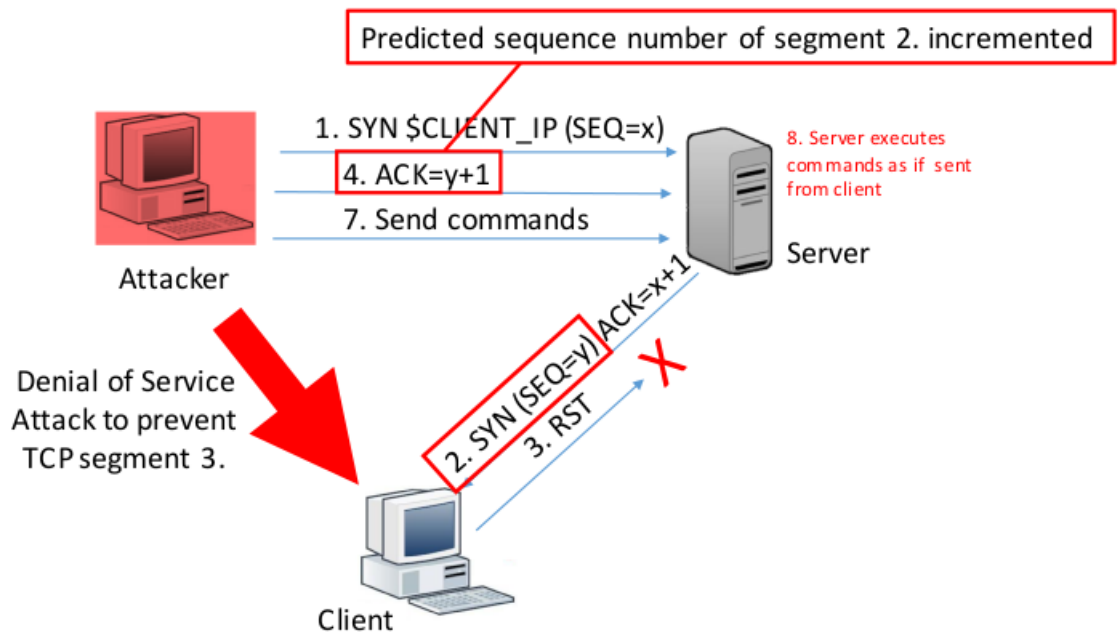 Predicted sequence number of segment 2. incremented
1. SYN $CLIENT_IP (SEQ=x)
4. ACK=y+1
7. Send commands
8. Server executes
commands as if sent
from client
Attacker
Server
2. SYN (SEQ=y) ACK=x+1
3. RST
X
Denial of Service
Attack to prevent
TCP segment 3.
Client